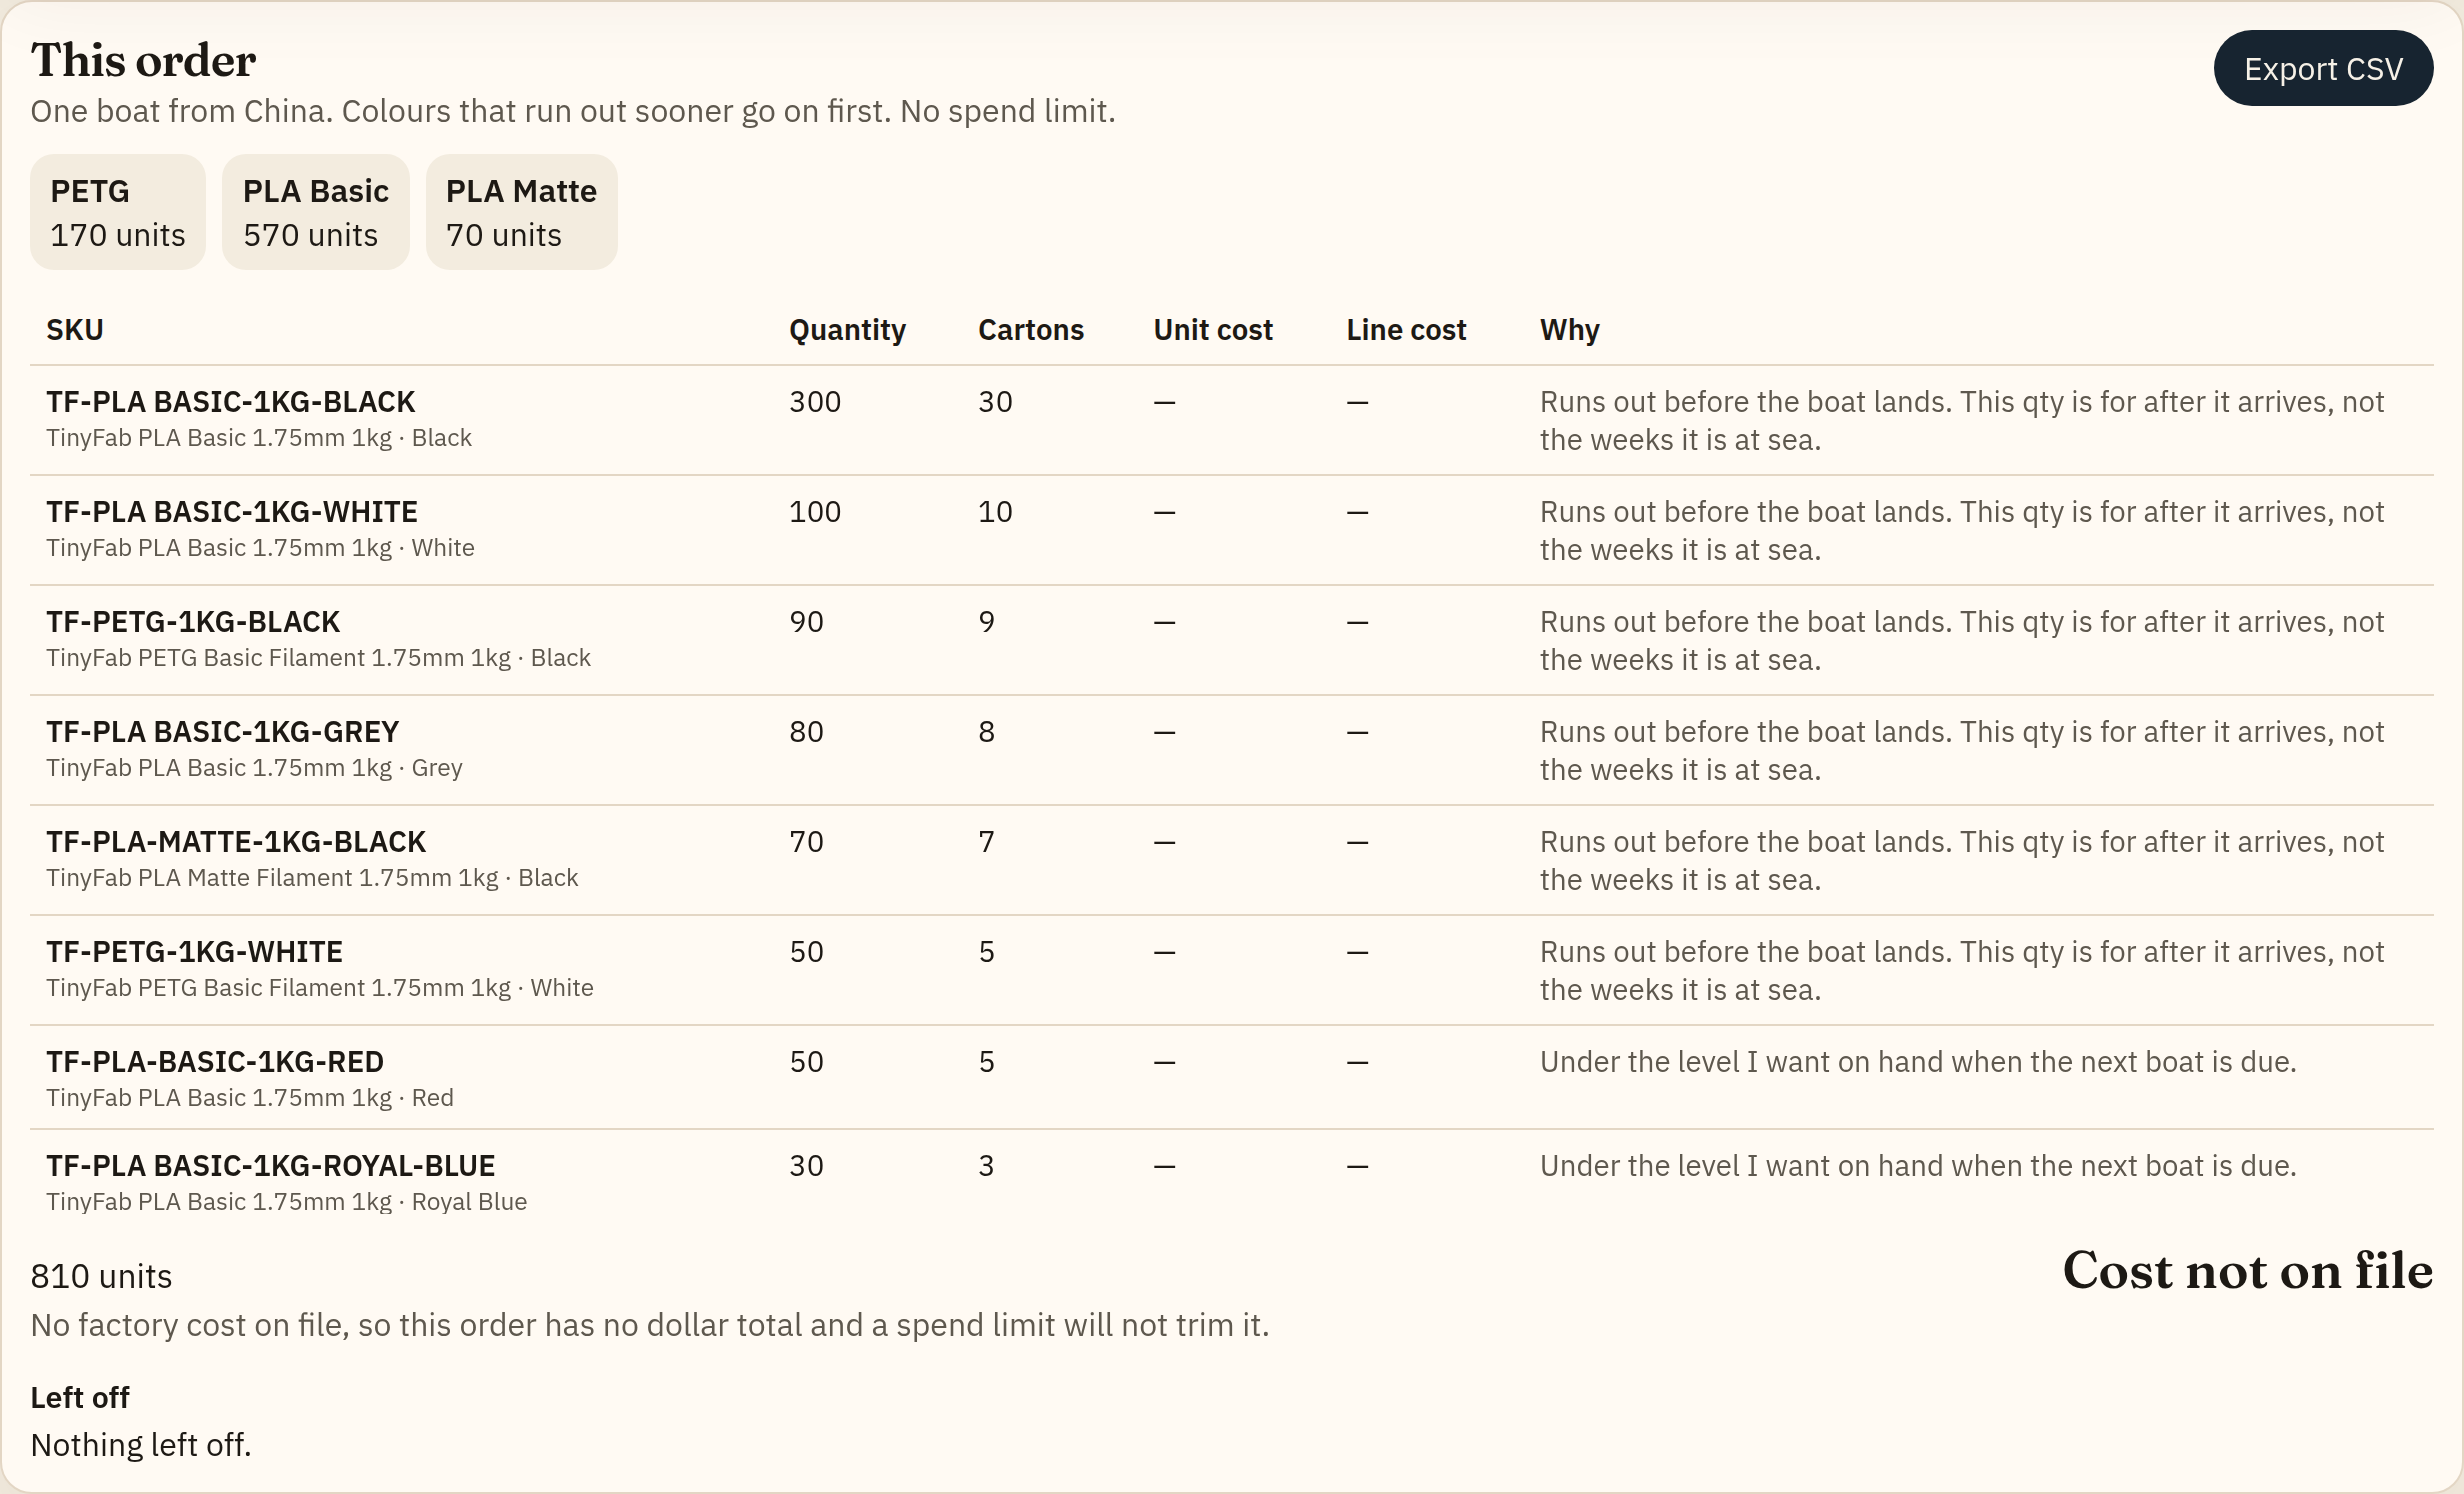 This order
Export CSV
One boat from China. Colours that run out sooner go on first. No spend limit.
PETG
170 units
PLA Basic
570 units
PLA Matte
70 units
SKU Quantity Cartons Unit cost Line cost Why
TF-PLA BASIC-1KG-BLACK 300 30 — — Runs out before the boat lands. This qty is for after it arrives, not
TinyFab PLA Basic 1.75mm 1kg · Black the weeks it is at sea.
TF-PLA BASIC-1KG-WHITE 100 10 — — Runs out before the boat lands. This qty is for after it arrives, not
TinyFab PLA Basic 1.75mm 1kg · White the weeks it is at sea.
TF-PETG-1KG-BLACK 90 9 — — Runs out before the boat lands. This qty is for after it arrives, not
TinyFab PETG Basic Filament 1.75mm 1kg · Black the weeks it is at sea.
TF-PLA BASIC-1KG-GREY 80 8 — — Runs out before the boat lands. This qty is for after it arrives, not
TinyFab PLA Basic 1.75mm 1kg · Grey the weeks it is at sea.
TF-PLA-MATTE-1KG-BLACK 70 7 — — Runs out before the boat lands. This qty is for after it arrives, not
TinyFab PLA Matte Filament 1.75mm 1kg · Black the weeks it is at sea.
TF-PETG-1KG-WHITE 50 5 — — Runs out before the boat lands. This qty is for after it arrives, not
TinyFab PETG Basic Filament 1.75mm 1kg · White the weeks it is at sea.
TF-PLA-BASIC-1KG-RED 50 5 — — Under the level I want on hand when the next boat is due.
TinyFab PLA Basic 1.75mm 1kg · Red
TF-PLA BASIC-1KG-ROYAL-BLUE 30 3 — — Under the level I want on hand when the next boat is due.
TinyFab PLA Basic 1.75mm 1kg · Royal Blue
810 units
Cost not on file
No factory cost on file, so this order has no dollar total and a spend limit will not trim it.
Left off
Nothing left off.